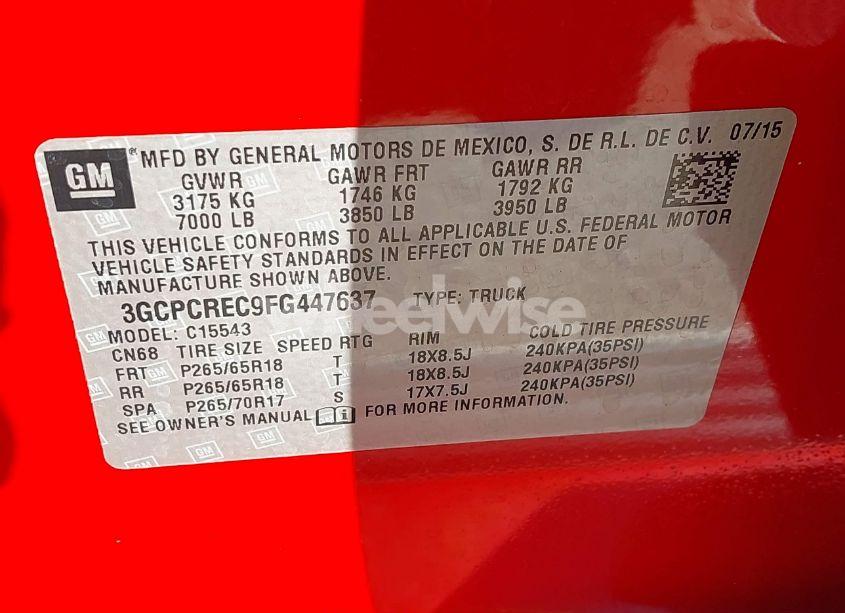 GM ® MFD BY GENERAL MOTORS DE MEXICO, S. DE R.L. DE C.V. 07/15
GVWR GAWR FRT GAWR RR
3175 KG 1746 KG 1792 KG
7000 LB 3850 LB 3950 LB
THIS VEHICLE CONFORMS TO ALL APPLICABLE U.S. FEDERAL MOTOR
VEHICLE SAFETY STANDARDS IN EFFECT ON THE DATE OF
MANUFACTURE SHOWN ABOVE.
3GCPCREC9FG447637 TYPE: TRUCK
wheelwise
MODEL: C15543
CN68 TIRE SIZE SPEED RTG RIM COLD TIRE PRESSURE
FRT P265/65R18 T 18X8.5J 240KPA(35PSI)
RR P265/65R18 T 18X8.5J 240KPA(35PSI)
SPA P265/70R17 S 17X7.5J 240KPA(35PSI)
SEE OWNER'S MANUAL FOR MORE INFORMATION.